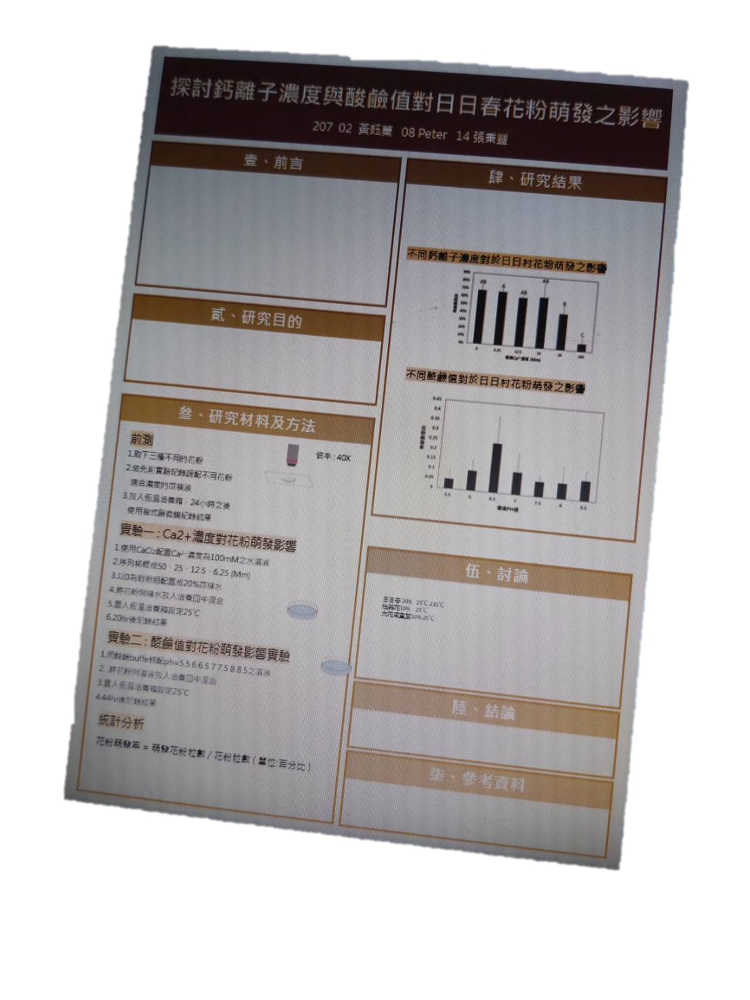 探討鈣離子濃度與酸鹼值對日日春花粉萌發之影響
207 02 黃鈺葉 08 Peter 14 張秉豐
壹、前言
貳、研究目的
叁、研究材料及方法
前測
1.取下三種不同的花粉
2.依先前實驗記錄調配不同花粉
適合濃度的蔗糖液
3.放入恆溫培養箱，24小時之後
使用複式顯微鏡紀錄結果
倍率：40X
實驗一：Ca2+濃度對花粉萌發影響
1.使用CaCl2配置Ca²⁺濃度為100mM之水溶液
2.序列稀釋成50、25、12.5、6.25 (Mm)
3.以0為對照組配置成20%蔗糖水
4.將花粉與糖水放入培養皿中混合
5.置入恆溫培養箱設定25°C
6.20hr後記錄結果
實驗二：酸鹼值對花粉萌發影響實驗
1.用酸鹼buffe標配ph=5.5 6 6.5 7 7.5 8 8.5之溶液
2. .將花粉與溶液放入培養皿中混合
3.置入恆溫培養箱設定25°C
4.44hr後記錄結果
統計分析
花粉萌發率 = 萌發花粉粒數 / 花粉粒數 ( 單位:百分比 )
肆、研究結果
不同鈣離子濃度對於日日村花粉萌發之影響
AB A AB AB B C
0 6.25 12.5 25 50 100
不同酸鹼值對於日日村花粉萌發之影響
0.45
0.4
0.35
0.3
0.25
0.2
0.15
0.1
0.05
0
5.5 6 6.5 7 7.5 8 8.5
環境PH值
伍、討論
日日春 20% 25°C
10% 25°C
10% 25°C
陸、結論
柒、參考資料